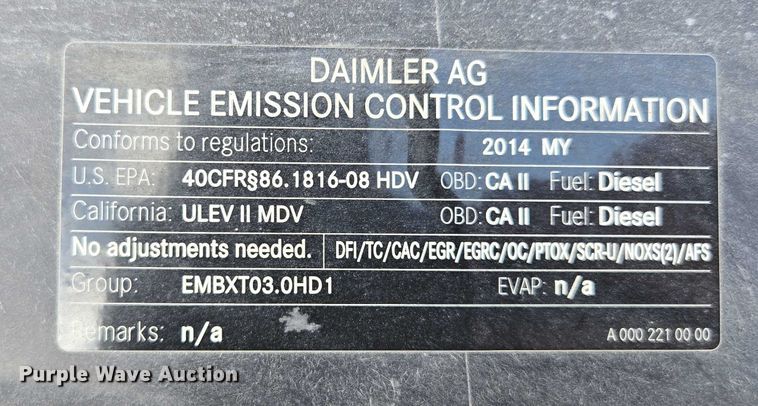 DAIMLER AG
VEHICLE EMISSION CONTROL INFORMATION
Conforms to regulations: 2014 MY
U.S. EPA: 40CFR§86.1816-08 HDV OBD: CA II Fuel: Diesel
California: ULEV II MDV OBD: CA II Fuel: Diesel
No adjustments needed. DFI/TC/CAC/EGR/EGRC/OC/PTOX/SCR-U/NOXS(2)/AFS
Group: EMBXT03.0HD1 EVAP: n/a
Remarks: n/a A 000 221 00 00
Purple Wave Auction